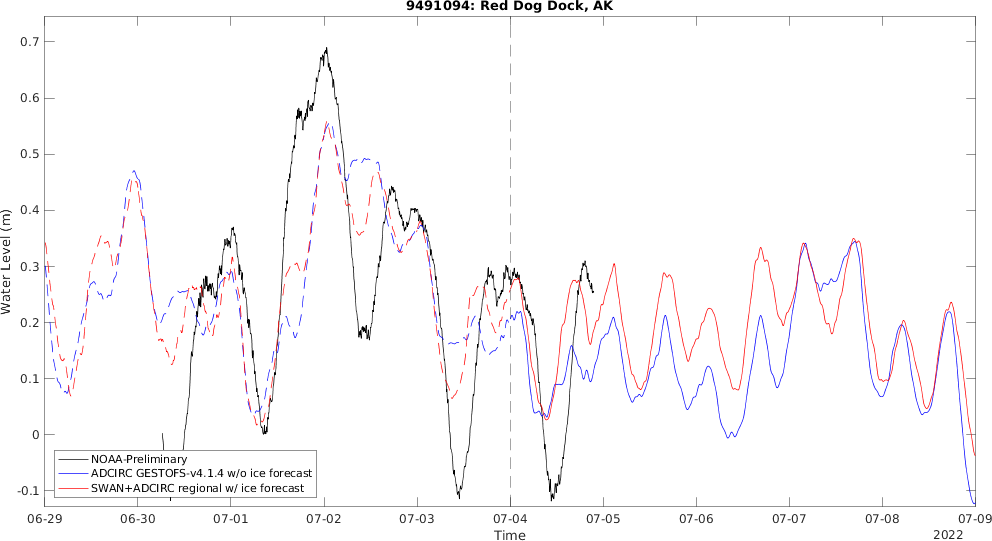 9491094: Red Dog Dock, AK
Water Level (m)
0.7
0.6
0.5
0.4
0.3
0.2
0.1
0
-0.1
NOAA-Preliminary
ADCIRC GESTOFS-v4.1.4 w/o ice forecast
SWAN+ADCIRC regional w/ ice forecast
06-29 06-30 07-01 07-02 07-03 07-04 07-05 07-06 07-07 07-08 07-09
Time
2022